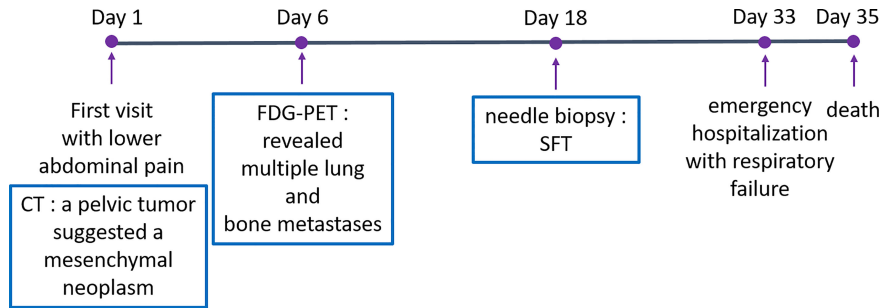 Day 1
Day 6
Day 18
Day 33
Day 35
First visit
with lower
abdominal pain
CT : a pelvic tumor
suggested a
mesenchymal
neoplasm
FDG-PET :
revealed
multiple lung
and
bone metastases
needle biopsy :
SFT
emergency
hospitalization
with respiratory
failure
death